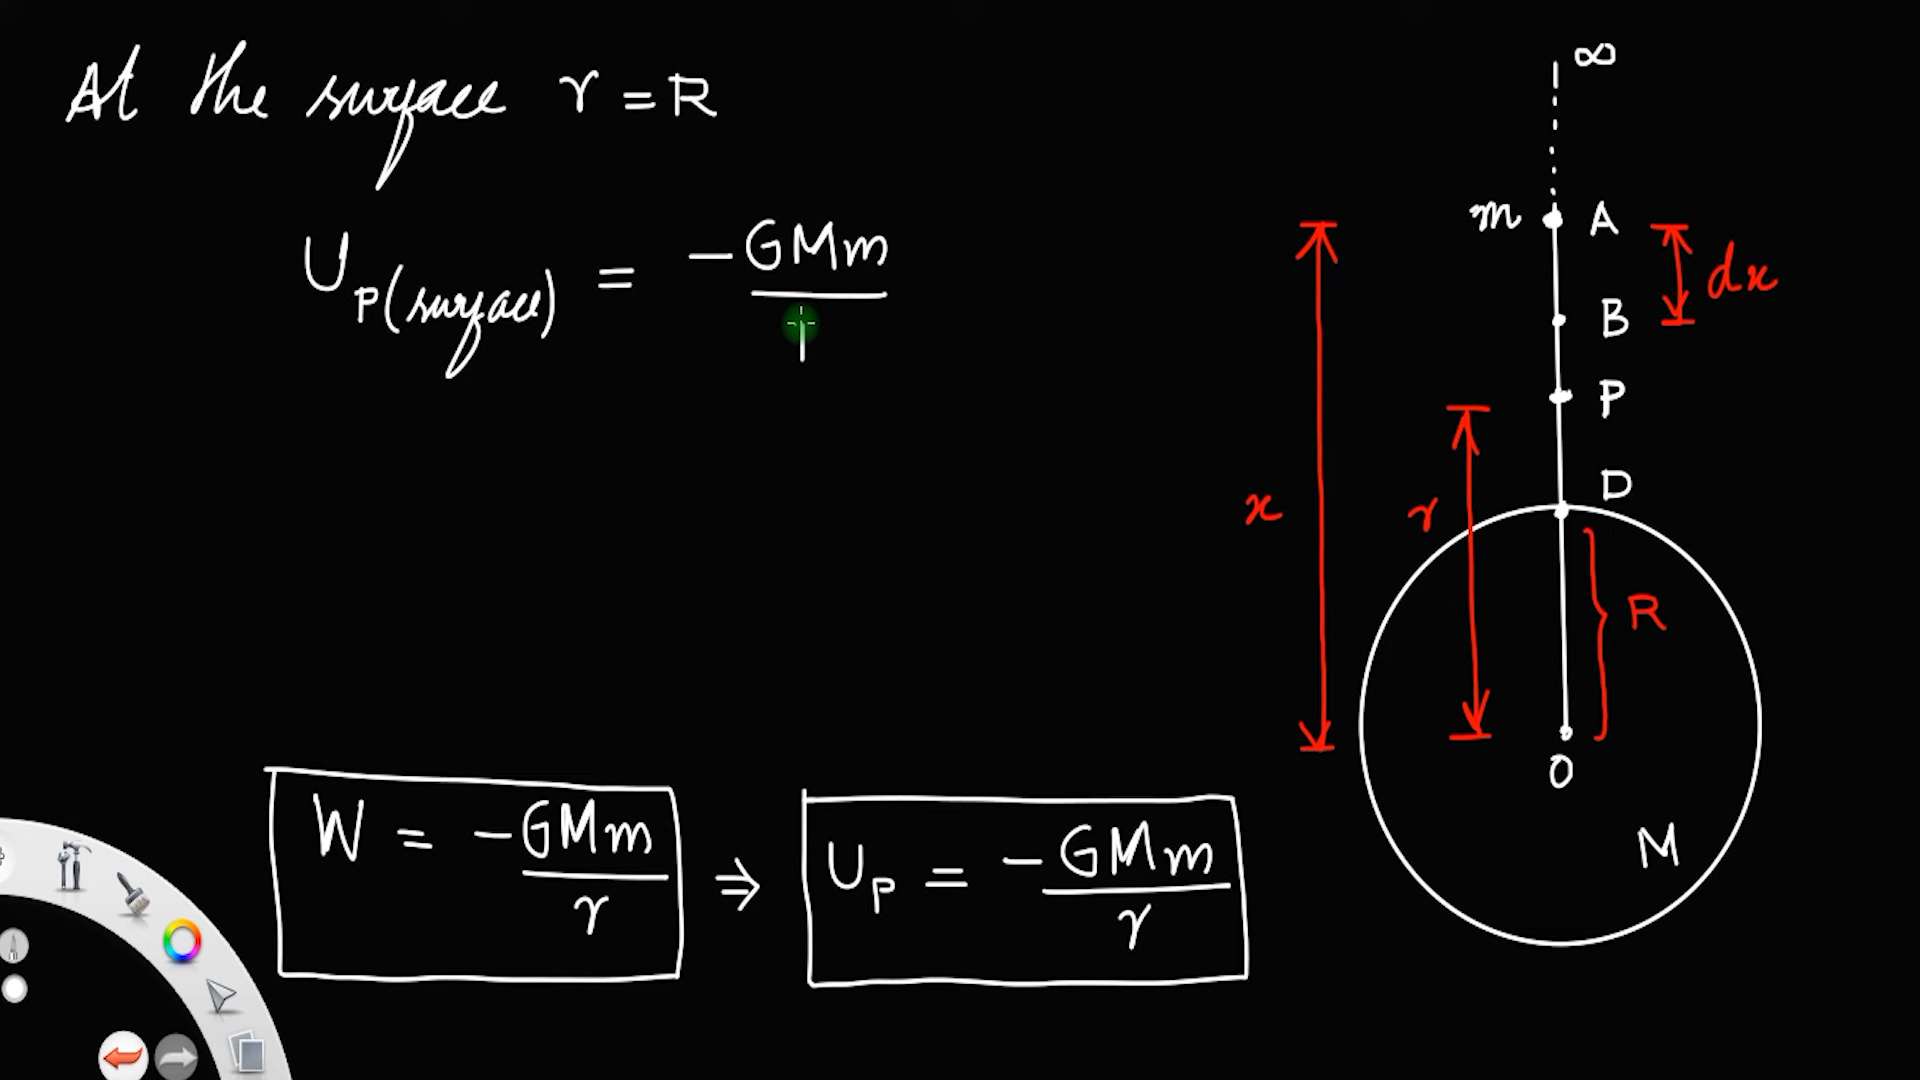 At the surface r = R
U_P(surface) = -GMm
W = -GMm/r ⇒ U_P = -GMm/r
∞
m A
dx
B
P
D
x
r
R
O
M